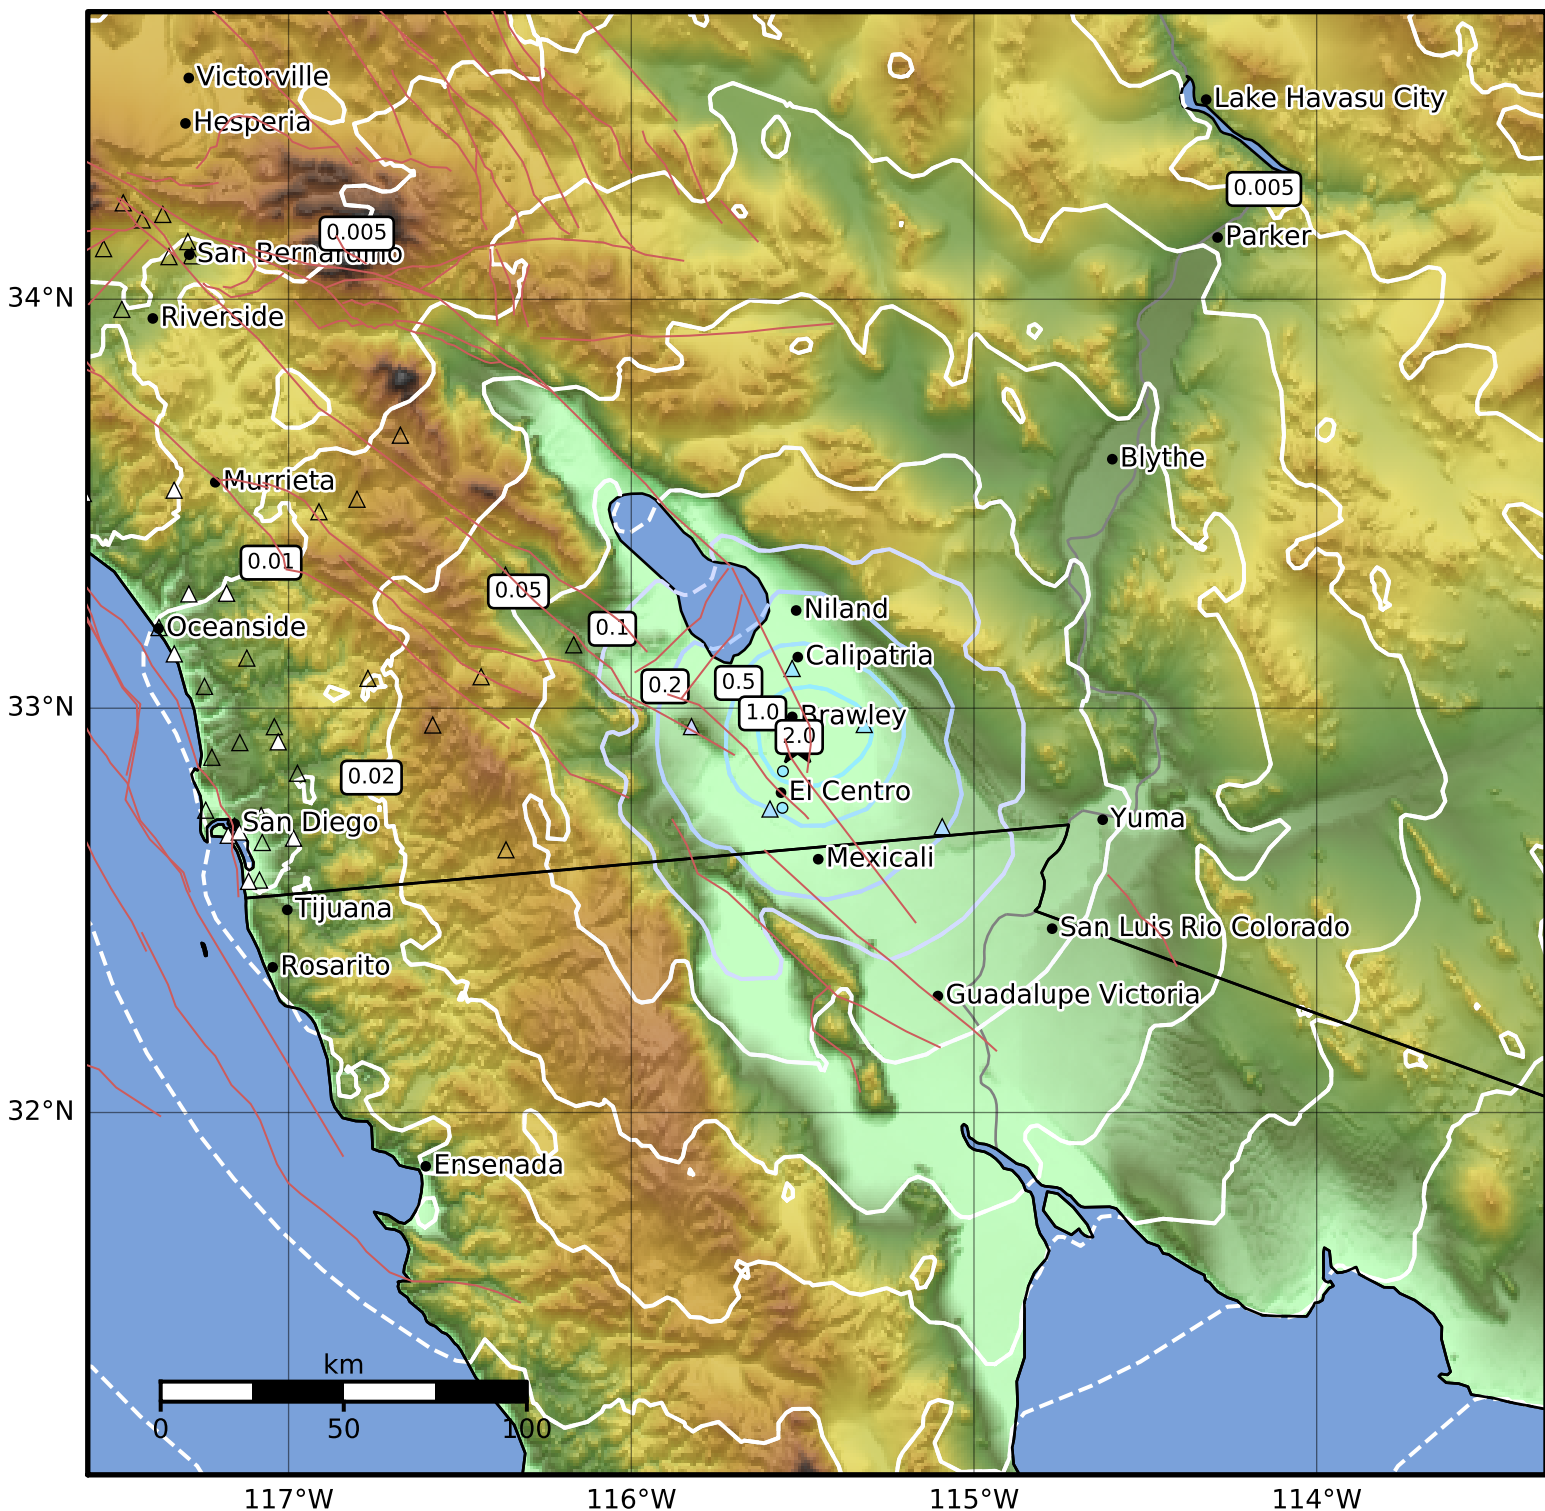 Victorville
Lake Havasu City
Hesperia
0.005
0.005
Parker
San Bernardino
34°N
Riverside
Blythe
Murrieta
0.01
0.05
Niland
Oceanside
0.1
Calipatria
0.2
0.5
33°N
1.0
Brawley
2.0
0.02
El Centro
San Diego
Yuma
Mexicali
Tijuana
San Luis Rio Colorado
Rosarito
Guadalupe Victoria
32°N
Ensenada
km
0 50 100
117°W 116°W 115°W 114°W